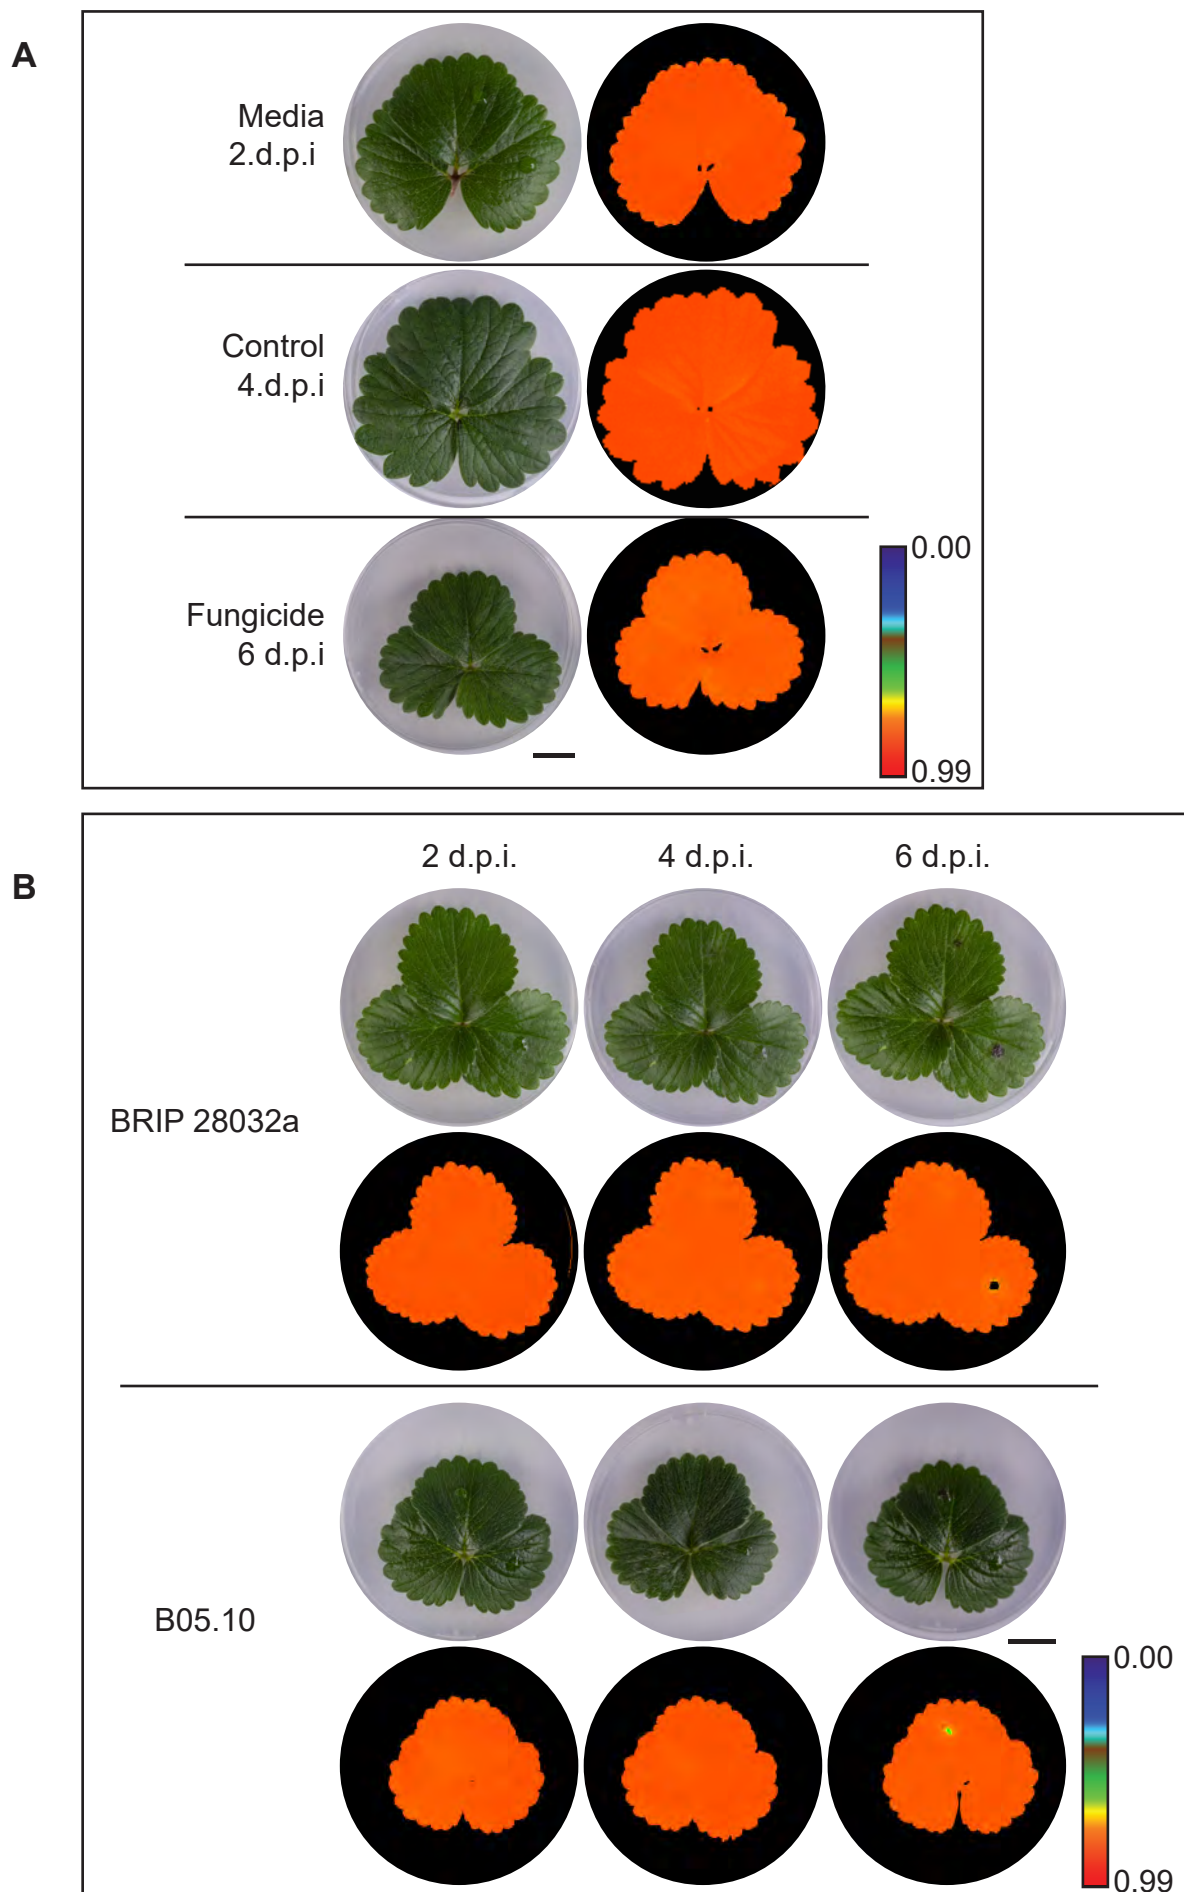 A
Media
2.d.p.i
Control
4.d.p.i
Fungicide
6 d.p.i
0.00
0.99
B
2 d.p.i.
4 d.p.i.
6 d.p.i.
BRIP 28032a
B05.10
0.00
0.99